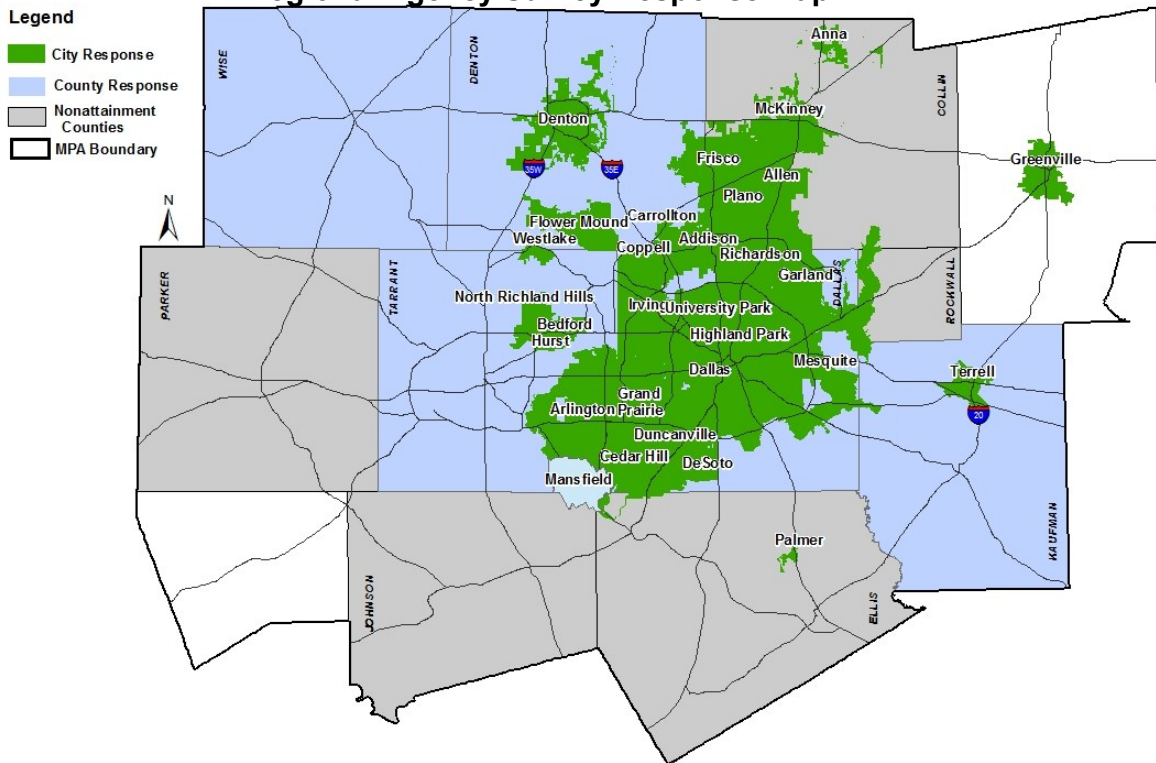 Legend
City Response
County Response
Nonattainment
Counties
MPA Boundary
N
WISE
DENTON
COLLIN
Anna
McKinney
Denton
Frisco
Allen
Greenville
35W
35E
Plano
Flower Mound
Carrollton
Westlake
Coppell
Addison
Richardson
Garland
PARKER
TARRANT
DALLAS
ROCKWALL
North Richland Hills
Irving
University Park
Bedford
Hurst
Highland Park
Mesquite
Dallas
Terrell
Grand
Prairie
Arlington
20
Duncanville
Cedar Hill
DeSoto
Mansfield
Palmer
KAUFMAN
JOHNSON
ELLIS